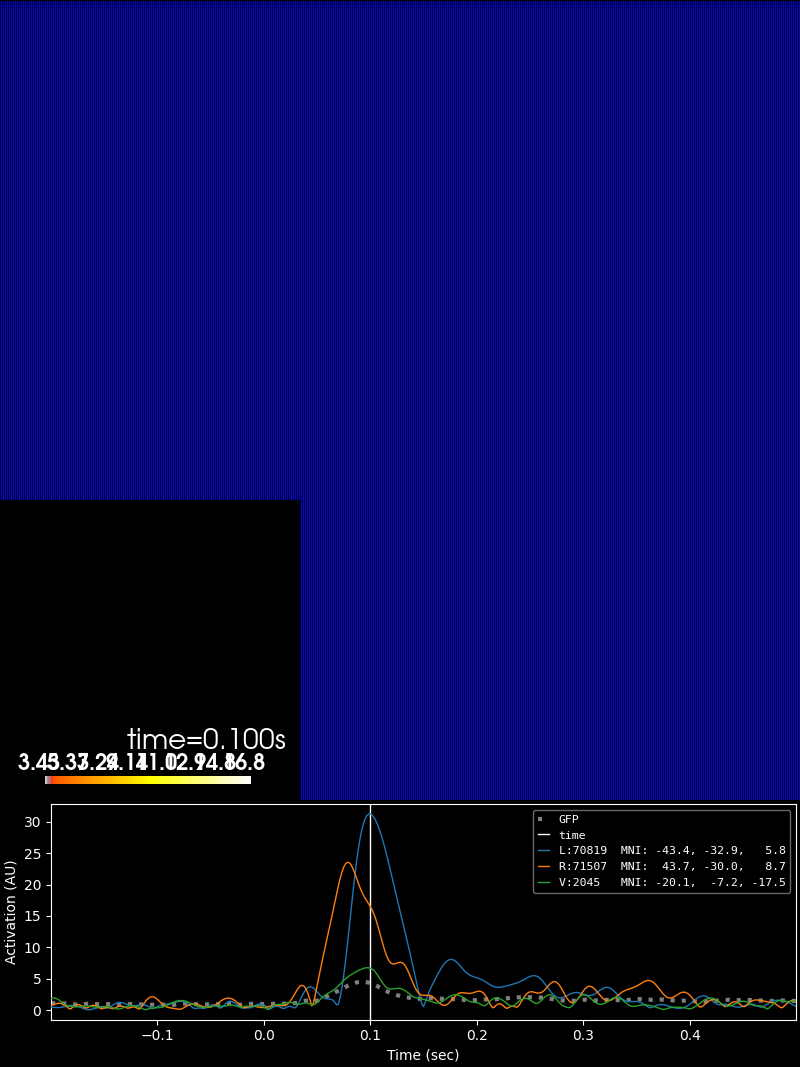 time=0.100s
30
25
20
15
10
5
0
Activation (AU)
GFP
time
L:70819 MNI: -43.4, -32.9, 5.8
R:71507 MNI: 43.7, -30.0, 8.7
V:2045 MNI: -20.1, -7.2, -17.5
−0.1 0.0 0.1 0.2 0.3 0.4
Time (sec)